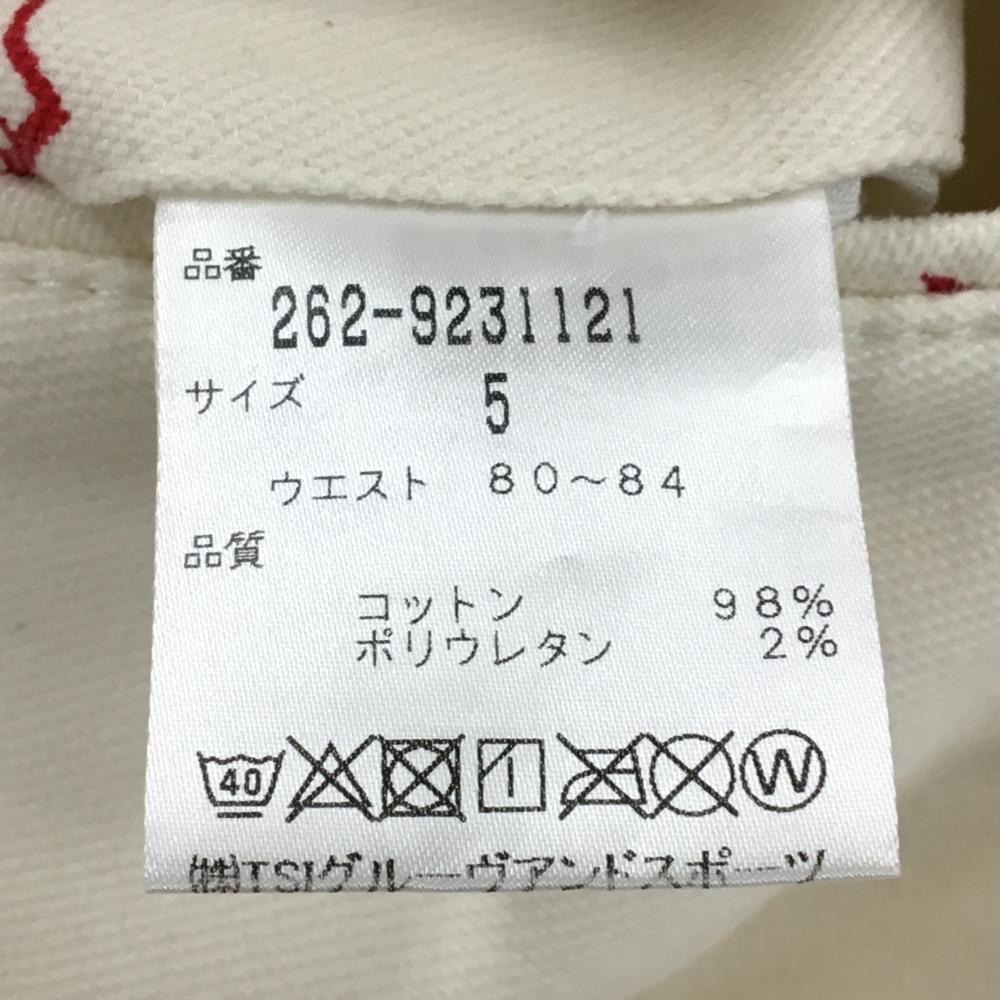 品番
262-9231121
サイズ 5
ウエスト 80～84
品質
コットン 98%
ポリウレタン 2%
40 W
㈱TSIグルーヴアンドスポーツ